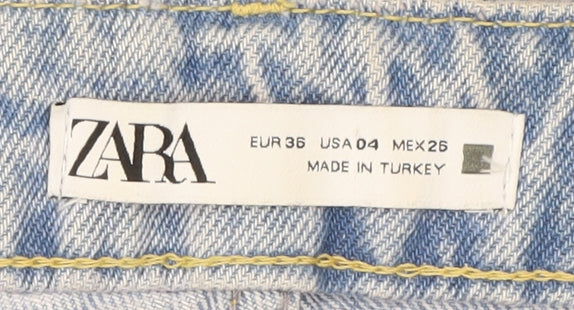 ZARA
EUR 36 USA 04 MEX 26
MADE IN TURKEY